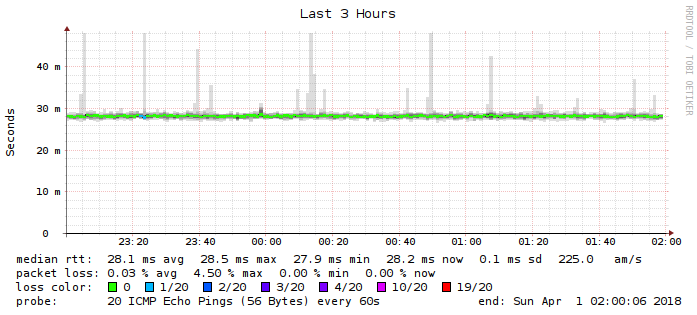 Last 3 Hours
RRDTOOL / TOBI OETIKER
Seconds
40 m
30 m
20 m
10 m
0
23:20 23:40 00:00 00:20 00:40 01:00 01:20 01:40 02:00
median rtt: 28.1 ms avg 28.5 ms max 27.9 ms min 28.2 ms now 0.1 ms sd 225.0 am/s
packet loss: 0.03 % avg 4.50 % max 0.00 % min 0.00 % now
loss color: 0 1/20 2/20 3/20 4/20 10/20 19/20
probe: 20 ICMP Echo Pings (56 Bytes) every 60s end: Sun Apr 1 02:00:06 2018